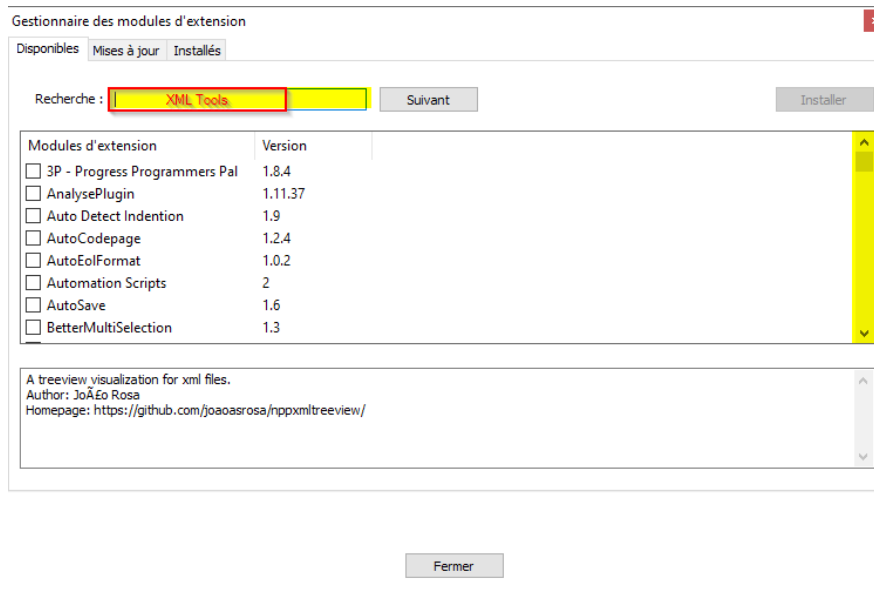 Gestionnaire des modules d'extension
Disponibles Mises à jour Installés
Recherche : XML Tools Suivant Installer
Modules d'extension Version
3P - Progress Programmers Pal 1.8.4
AnalysePlugin 1.11.37
Auto Detect Indention 1.9
AutoCodepage 1.2.4
AutoEolFormat 1.0.2
Automation Scripts 2
AutoSave 1.6
BetterMultiSelection 1.3
A treeview visualization for xml files.
Author: JoÃ£o Rosa
Homepage: https://github.com/joaoasrosa/nppxmltreeview/
Fermer